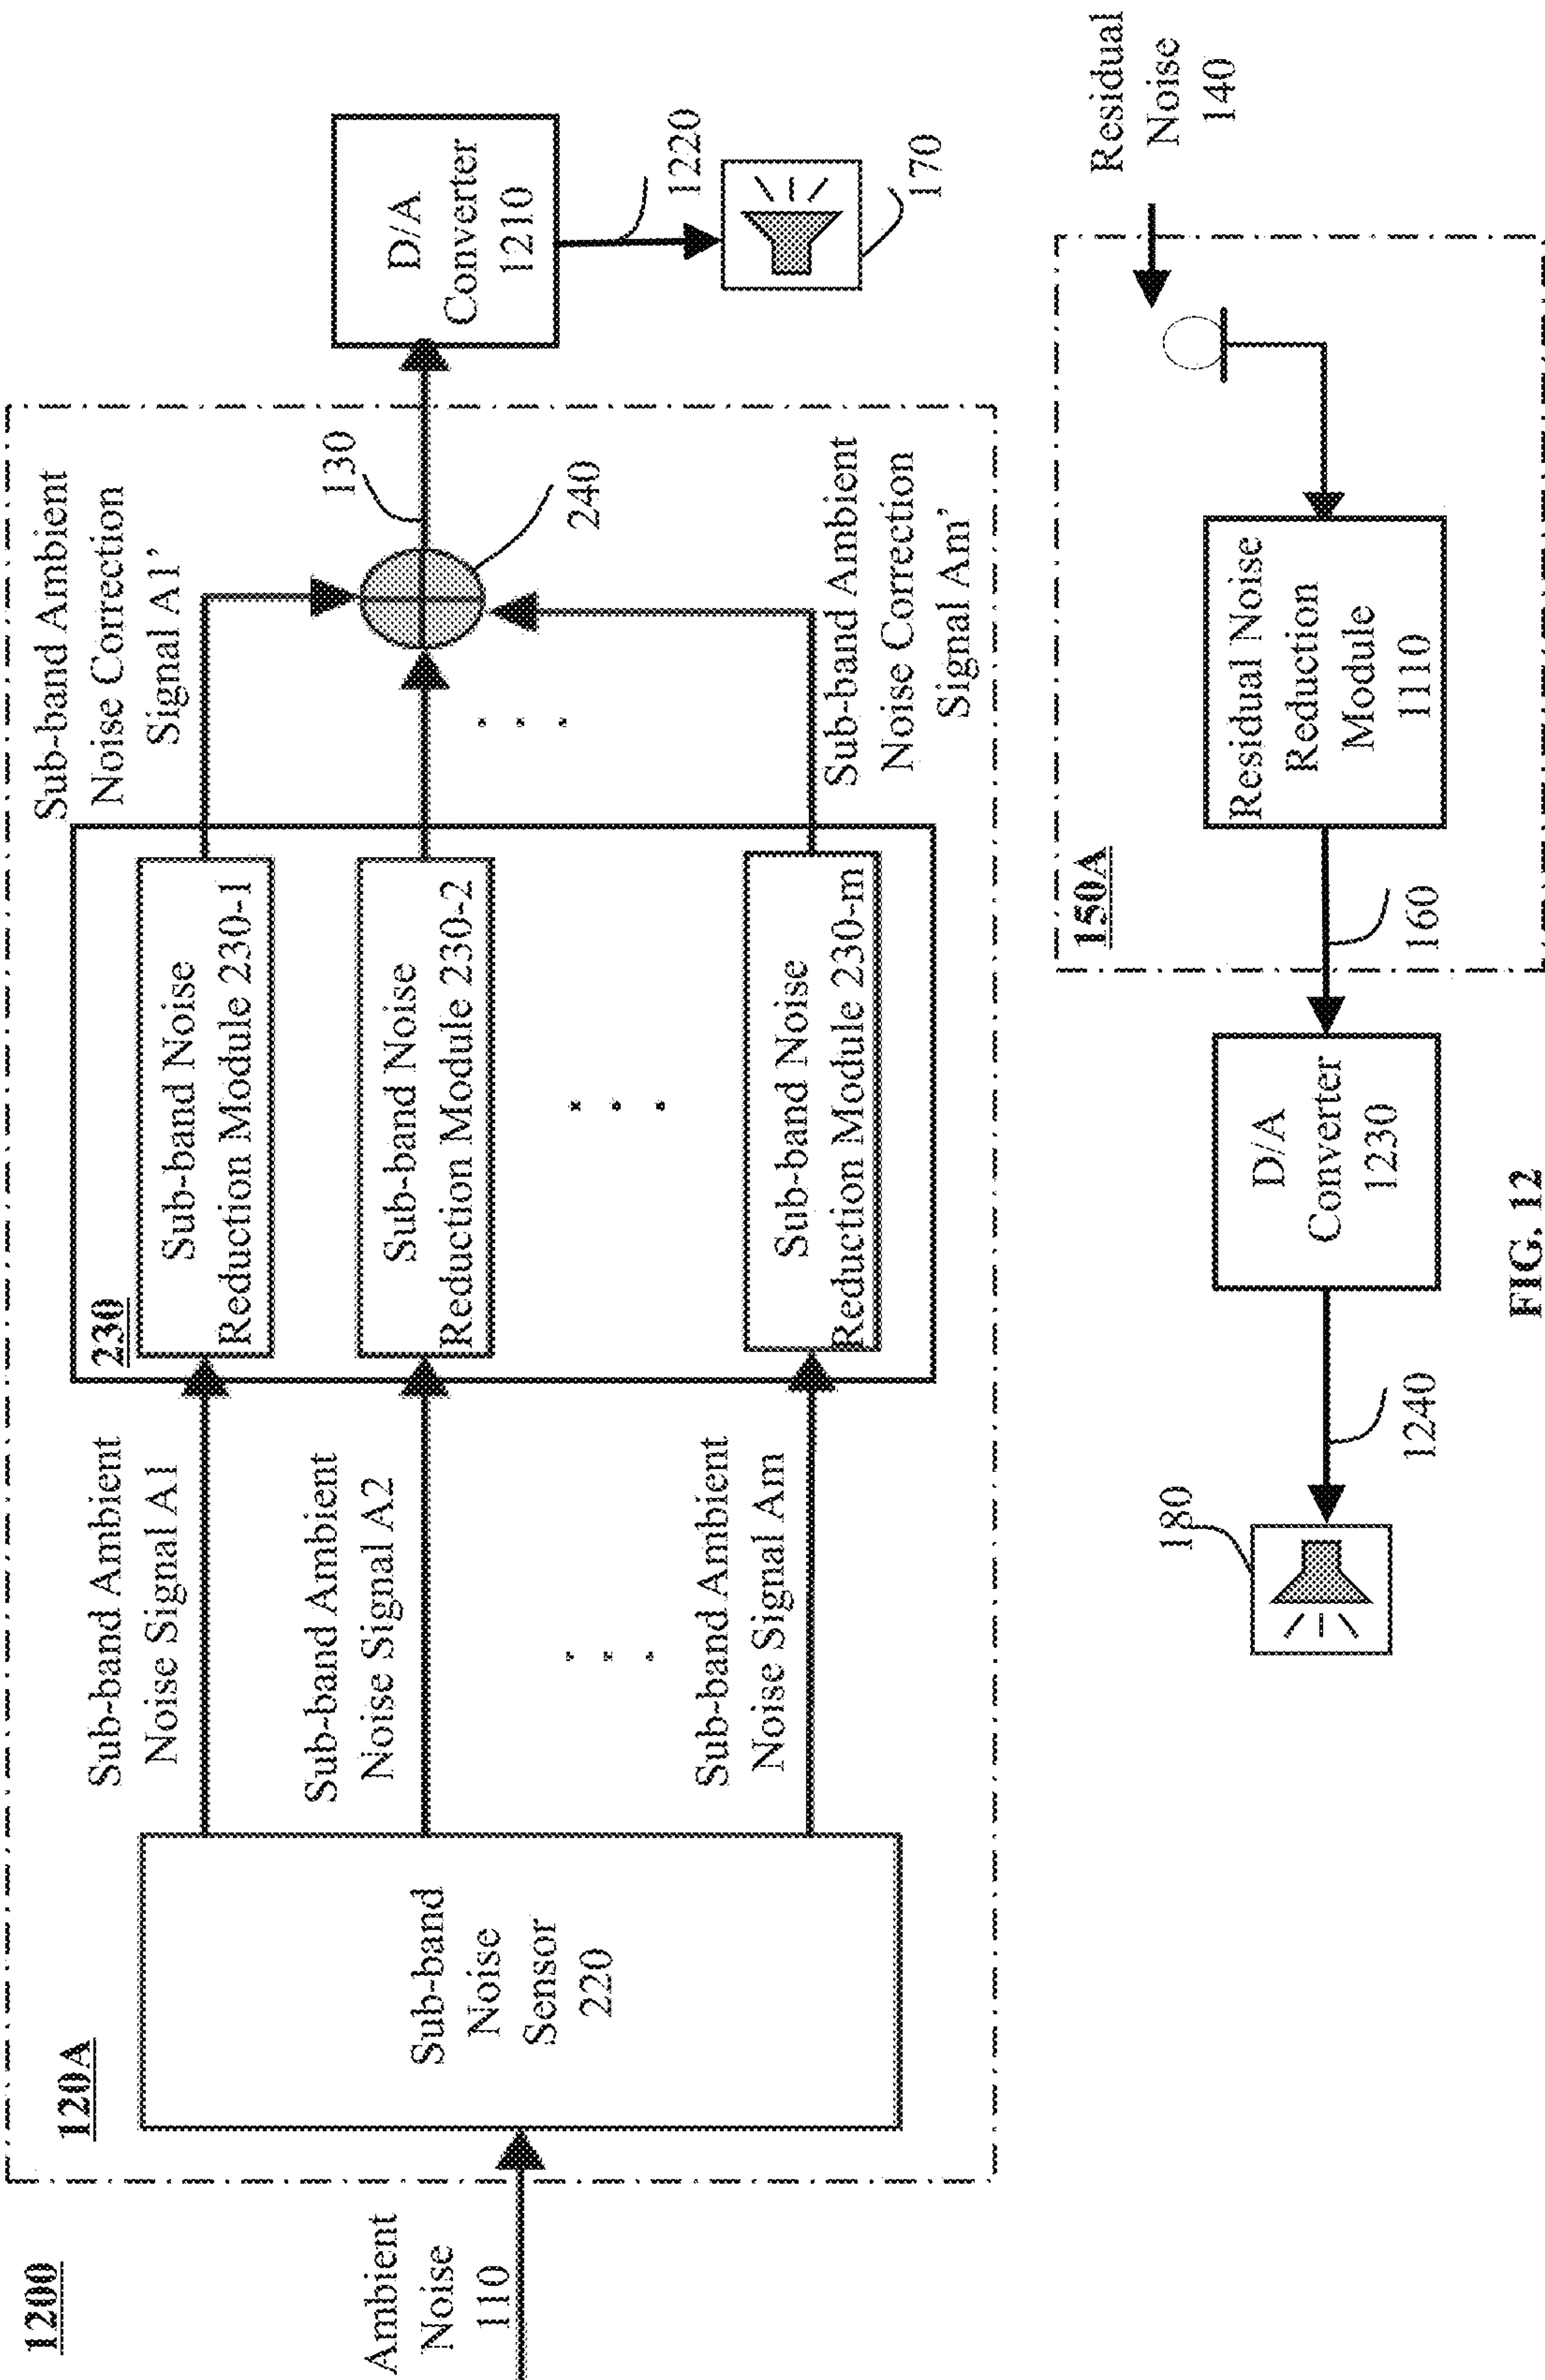 1200
120A
Ambient
Noise
110
Sub-band
Noise
Sensor
220
Sub-band Ambient
Noise Signal A1
Sub-band Ambient
Noise Signal A2
. . .
Sub-band Ambient
Noise Signal Am
230
Sub-band Noise
Reduction Module 230-1
Sub-band Noise
Reduction Module 230-2
. . .
Sub-band Noise
Reduction Module 230-m
Sub-band Ambient
Noise Correction
Signal A1’
. . .
Sub-band Ambient
Noise Correction
Signal Am’
130
240
D/A
Converter
1210
1220
170
180
1240
D/A
Converter
1230
160
150A
Residual Noise
Reduction
Module
1110
Residual
Noise
140
FIG. 12